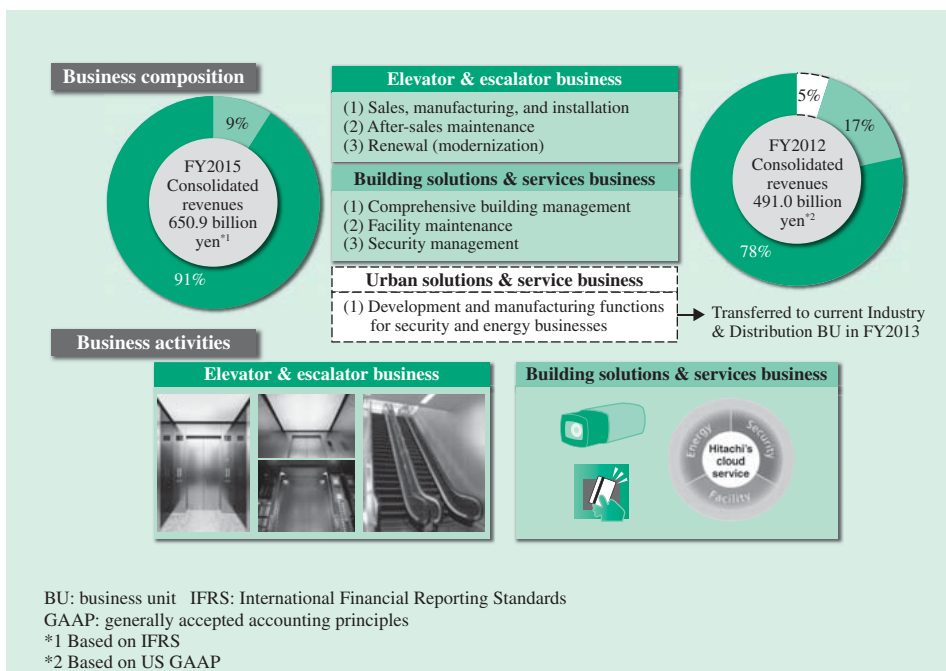 Business composition
9%
FY2015
Consolidated
revenues
650.9 billion
yen*1
91%
Elevator & escalator business
(1) Sales, manufacturing, and installation
(2) After-sales maintenance
(3) Renewal (modernization)
Building solutions & services business
(1) Comprehensive building management
(2) Facility maintenance
(3) Security management
Urban solutions & service business
(1) Development and manufacturing functions
for security and energy businesses
5%
17%
FY2012
Consolidated
revenues
491.0 billion
yen*2
78%
Transferred to current Industry
& Distribution BU in FY2013
Business activities
Elevator & escalator business
Building solutions & services business
Energy
Security
Hitachi's
cloud
service
Facility
BU: business unit IFRS: International Financial Reporting Standards
GAAP: generally accepted accounting principles
*1 Based on IFRS
*2 Based on US GAAP